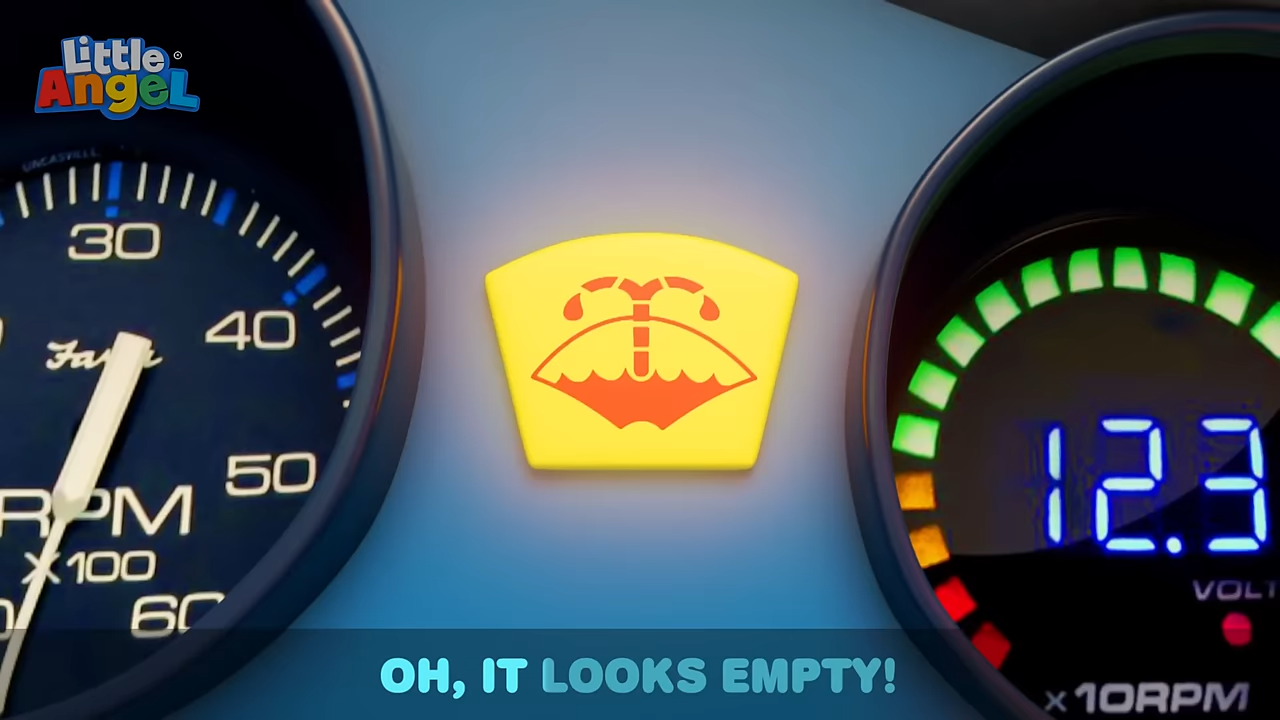 Little
Angel
30
40
50
60
RPM
X100
12.3
VOLT
x10RPM
OH, IT LOOKS EMPTY!